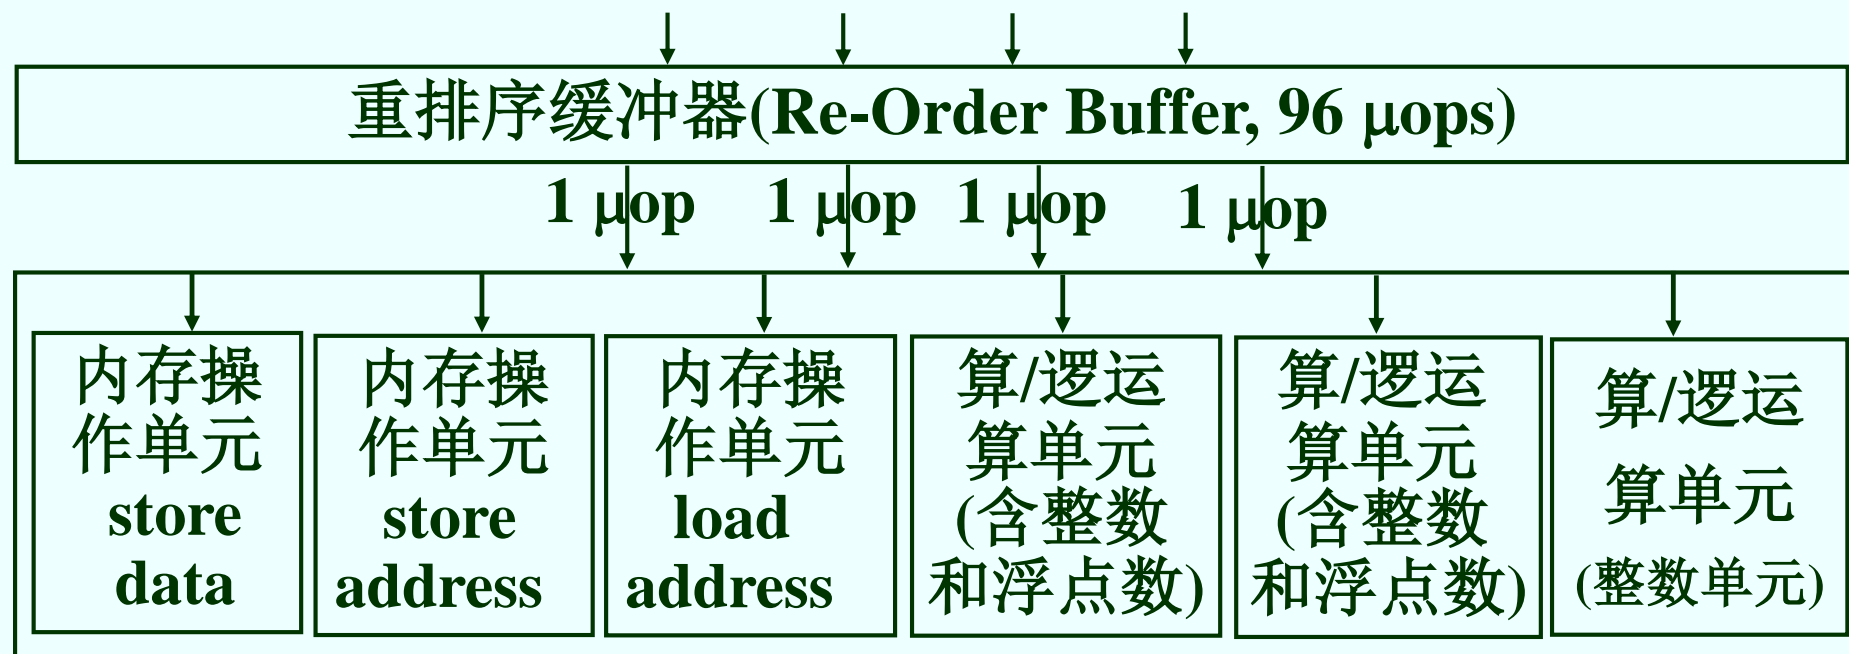 重排序缓冲器(Re-Order Buffer, 96 μops)
1 μop 1 μop 1 μop 1 μop
内存操
作单元
store
data
内存操
作单元
store
address
内存操
作单元
load
address
算/逻运
算单元
(含整数
和浮点数)
算/逻运
算单元
(含整数
和浮点数)
算/逻运
算单元
(整数单元)